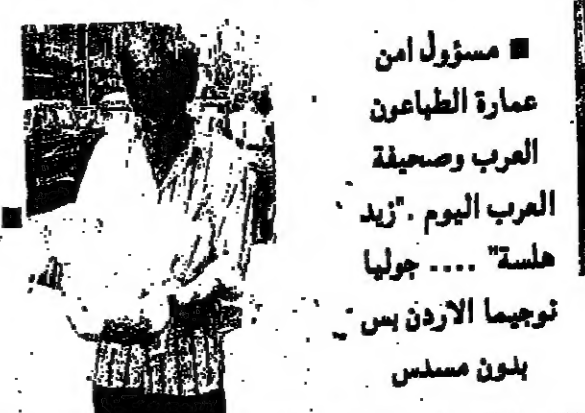 ■ مسؤول امن
عمارة الطباعون
العرب وصحيفة
العرب اليوم . "زيد
هلسة" .... جوليا
نوجيما الاردن بس
بدون مسدس